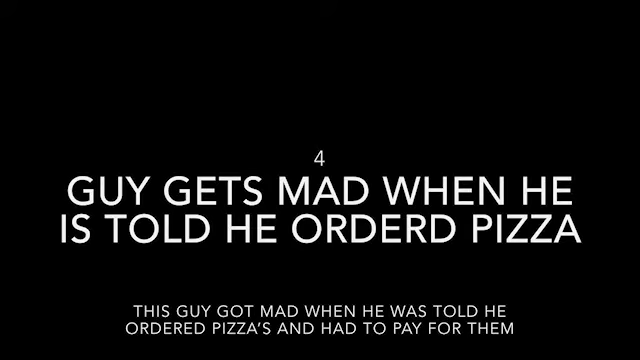 4
GUY GETS MAD WHEN HE
IS TOLD HE ORDERD PIZZA
THIS GUY GOT MAD WHEN HE WAS TOLD HE
ORDERED PIZZA'S AND HAD TO PAY FOR THEM